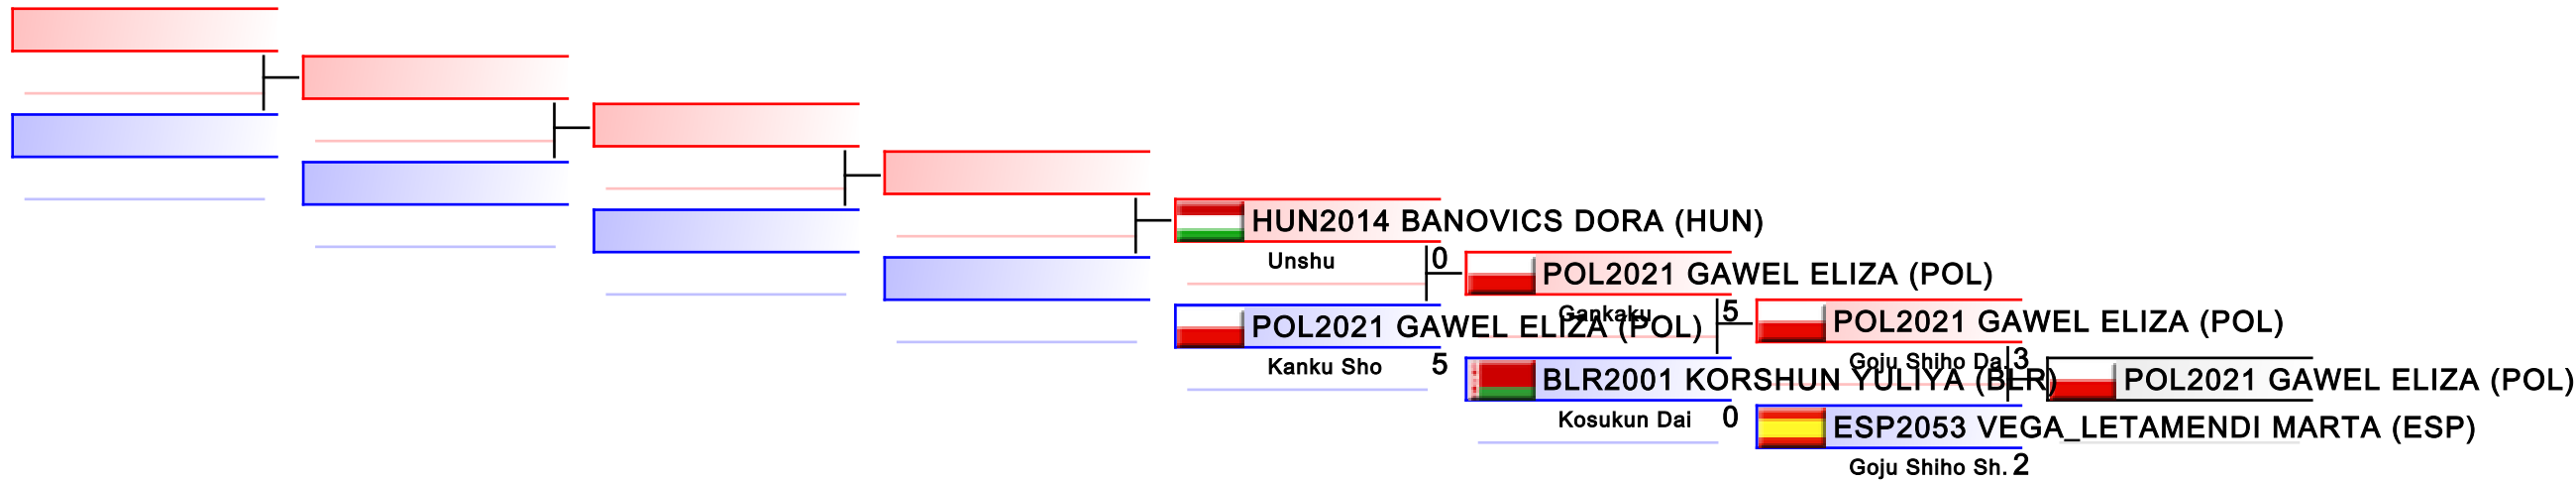 HUN2014 BANOVICS DORA (HUN)
Unshu 0
POL2021 GAWEL ELIZA (POL)
Kanku Sho 5
POL2021 GAWEL ELIZA (POL)
Gankaku 5
BLR2001 KORSHUN YULIYA (BLR)
Kosukun Dai 0
POL2021 GAWEL ELIZA (POL)
Goju Shiho Da. 3
ESP2053 VEGA_LETAMENDI MARTA (ESP)
Goju Shiho Sh. 2
POL2021 GAWEL ELIZA (POL)